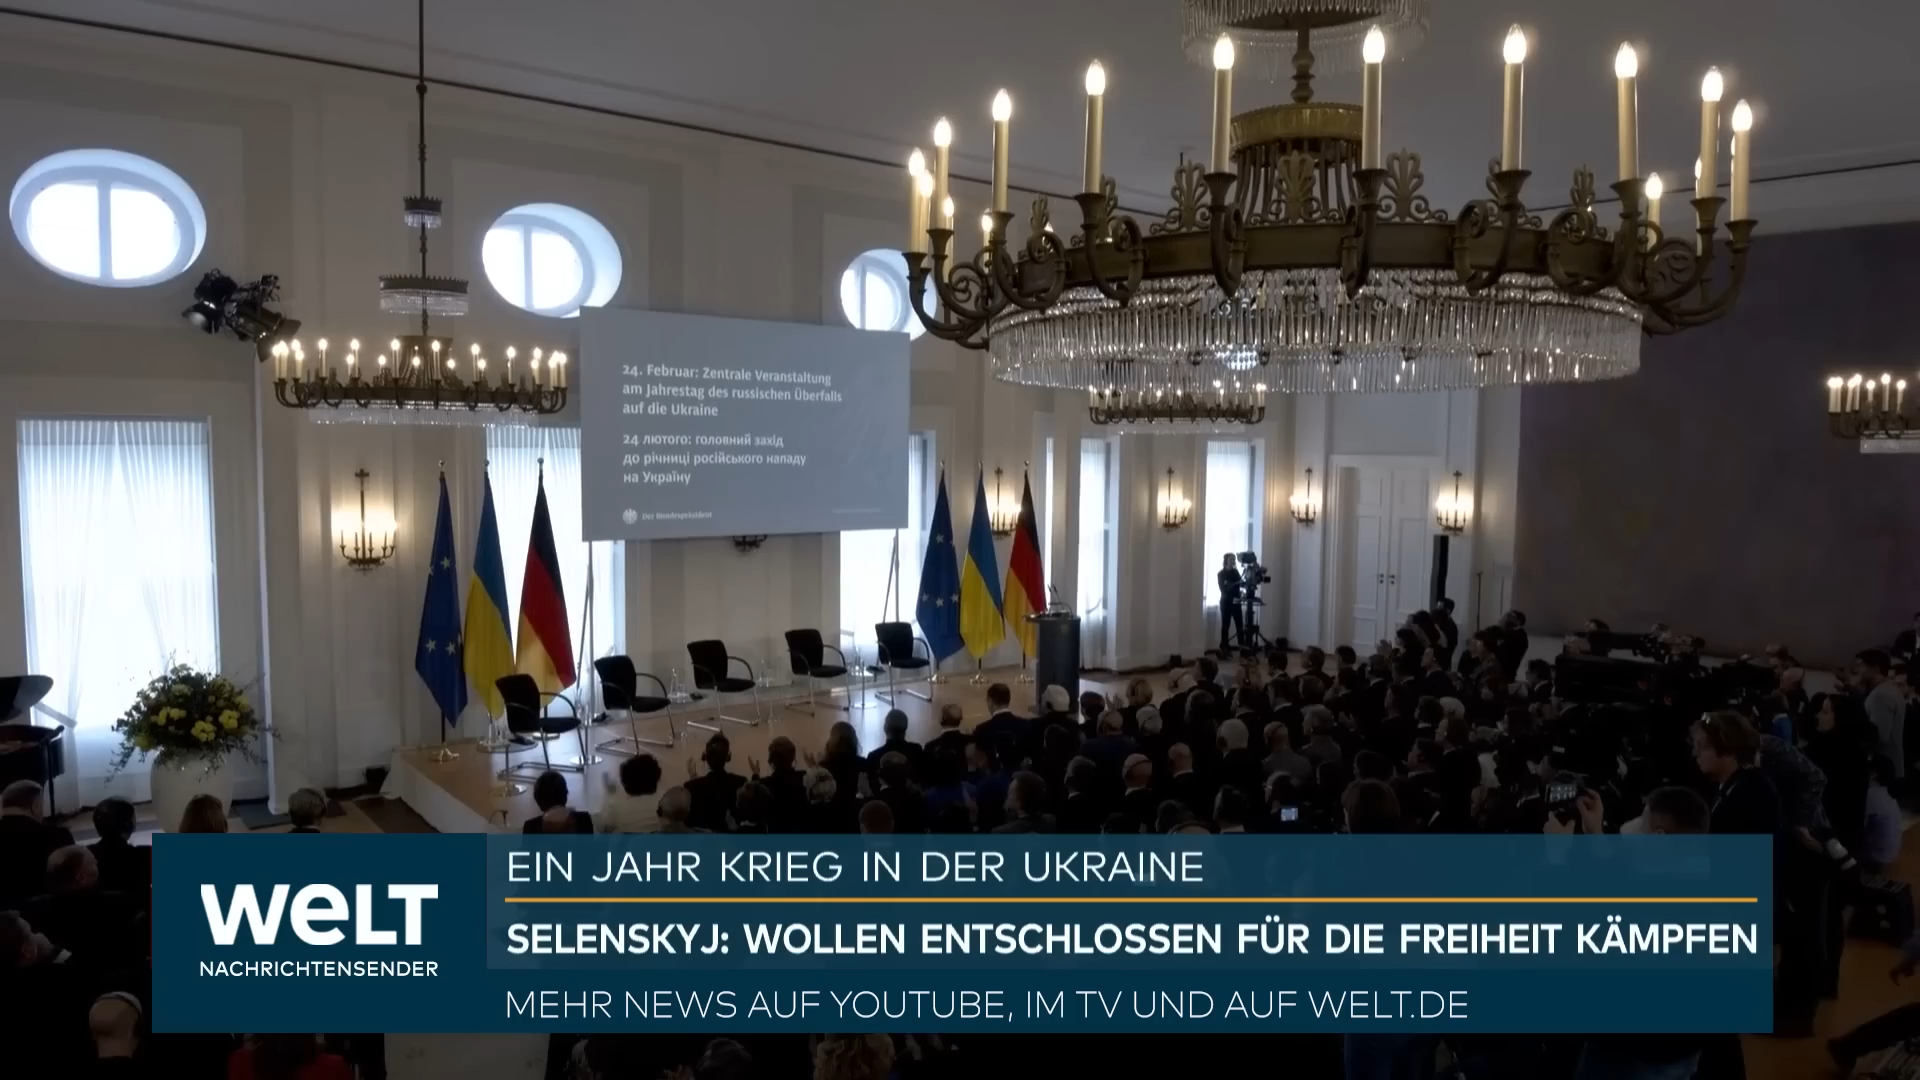 24. Februar: Zentrale Veranstaltung
am Jahrestag des russischen Überfalls
auf die Ukraine
24 лютого: головний захід
до річниці російського нападу
на Україну
Der Bundespräsident
EIN JAHR KRIEG IN DER UKRAINE
welt
NACHRICHTENSENDER
SELENSKYJ: WOLLEN ENTSCHLOSSEN FÜR DIE FREIHEIT KÄMPFEN
MEHR NEWS AUF YOUTUBE, IM TV UND AUF WELT.DE